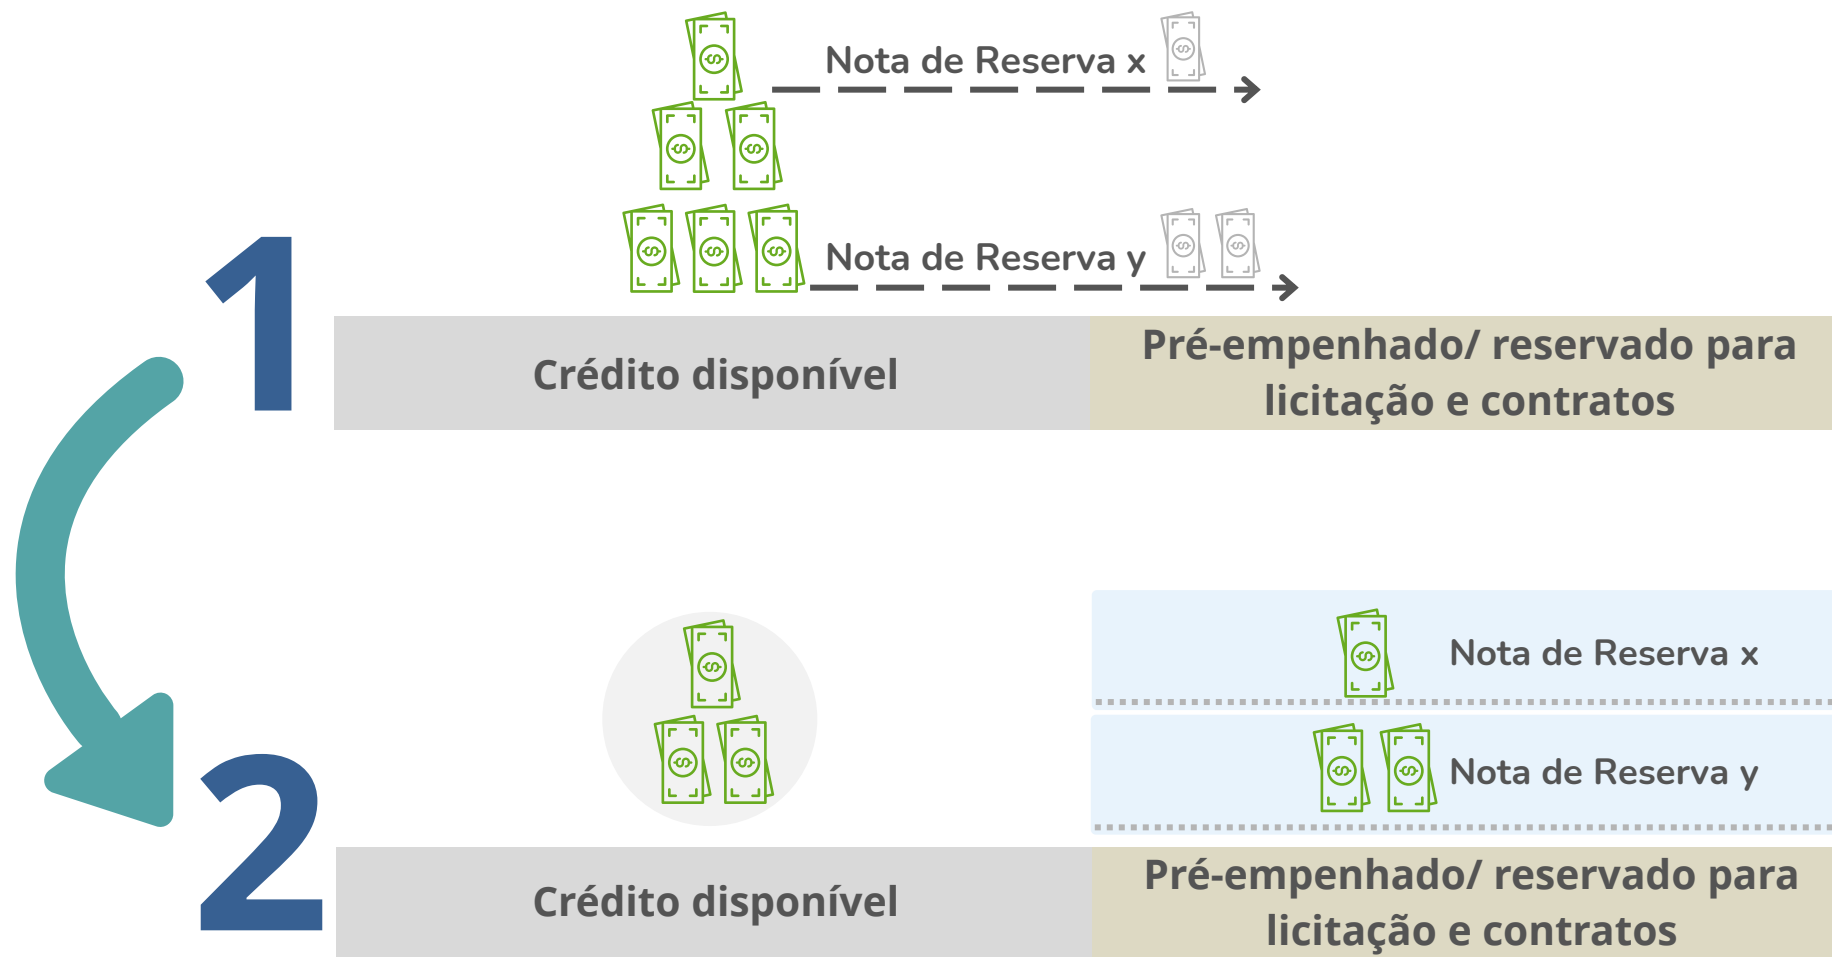 Nota de Reserva x
Nota de Reserva y
1
Crédito disponível
Pré-empenhado/ reservado para
licitação e contratos
Nota de Reserva x
Nota de Reserva y
2
Crédito disponível
Pré-empenhado/ reservado para
licitação e contratos